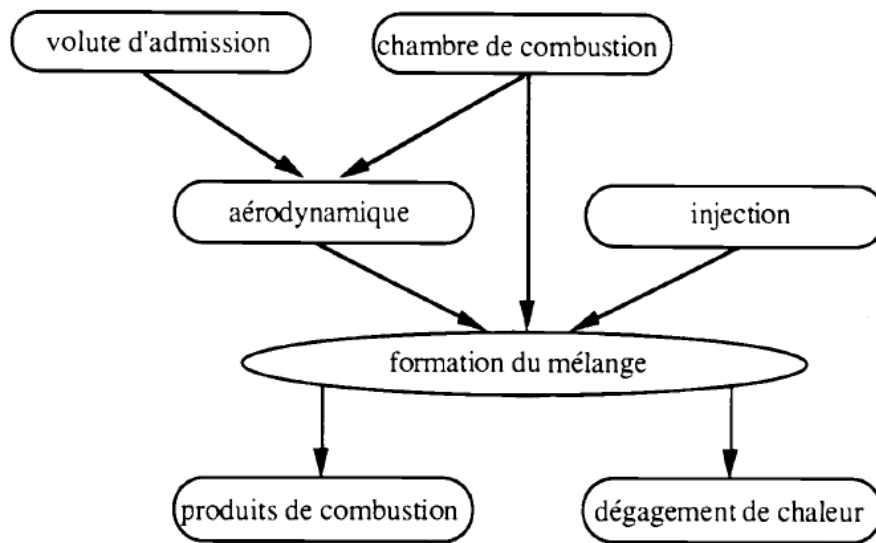 volute d'admission
chambre de combustion
aérodynamique
injection
formation du mélange
produits de combustion
dégagement de chaleur